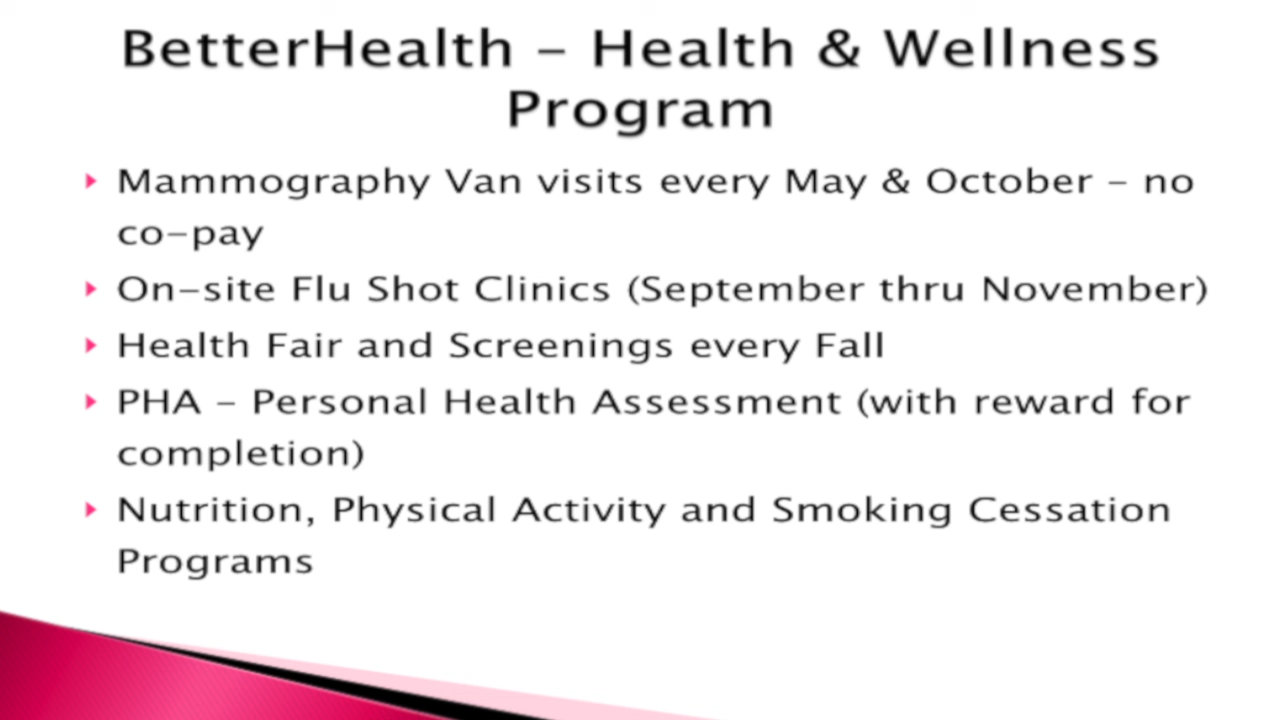 BetterHealth – Health & Wellness
Program
Mammography Van visits every May & October – no
co-pay
On-site Flu Shot Clinics (September thru November)
Health Fair and Screenings every Fall
PHA – Personal Health Assessment (with reward for
completion)
Nutrition, Physical Activity and Smoking Cessation
Programs